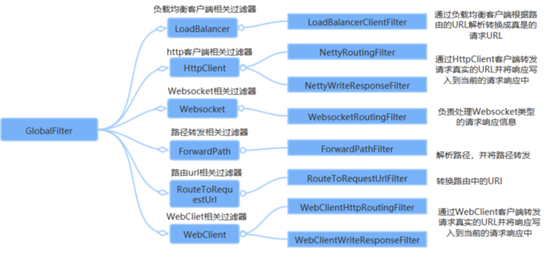 负载均衡客户端相关过滤器
LoadBalancer
LoadBalancerClientFilter
通过负载均衡客户端根据路
由的URL解析转换成真是的
请求URL
http客户端相关过滤器
HttpClient
NettyRoutingFilter
NettyWriteResponseFilter
通过HttpClient客户端转发
请求真实的URL并将响应写
入到当前的请求响应中
Websocket相关过滤器
Websocket
WebsocketRoutingFilter
负责处理Websocket类型
的请求响应信息
GlobalFilter
路径转发相关过滤器
ForwardPath
ForwardPathFilter
解析路径，并将路径转发
路由url相关过滤器
RouteToRequ
estUrl
RouteToRequestUrlFilter
转换路由中的URI
WebCliet相关过滤器
WebClient
WebClientHttpRoutingFilter
WebClientWriteResponseFilter
通过WebClient客户端转发
请求真实的URL并将响应写
入到当前的请求响应中